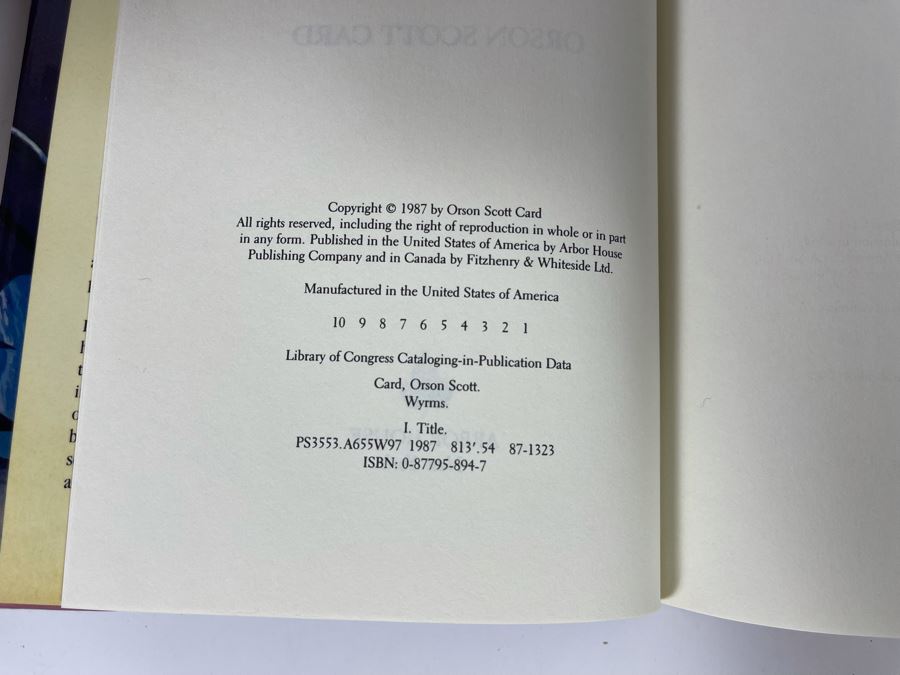 ORSON SCOTT CARD
Copyright © 1987 by Orson Scott Card
All rights reserved, including the right of reproduction in whole or in part
in any form. Published in the United States of America by Arbor House
Publishing Company and in Canada by Fitzhenry & Whiteside Ltd.
Manufactured in the United States of America
10 9 8 7 6 5 4 3 2 1
Library of Congress Cataloging-in-Publication Data
Card, Orson Scott.
Wyrms.
I. Title.
PS3553.A655W97 1987 813'.54 87-1323
ISBN: 0-87795-894-7